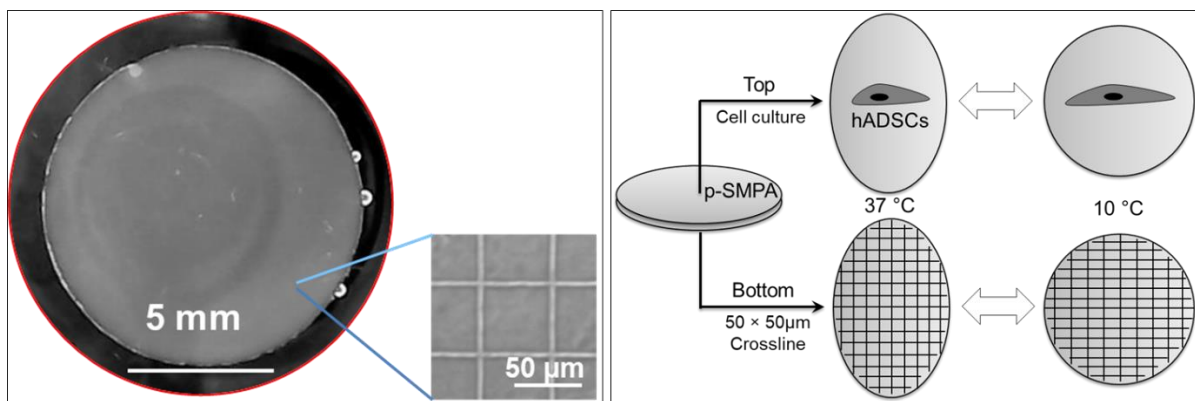 5 mm
50 µm
Top
Cell culture
hADSCs
p-SMPA
37 °C
10 °C
Bottom
50 × 50µm
Crossline